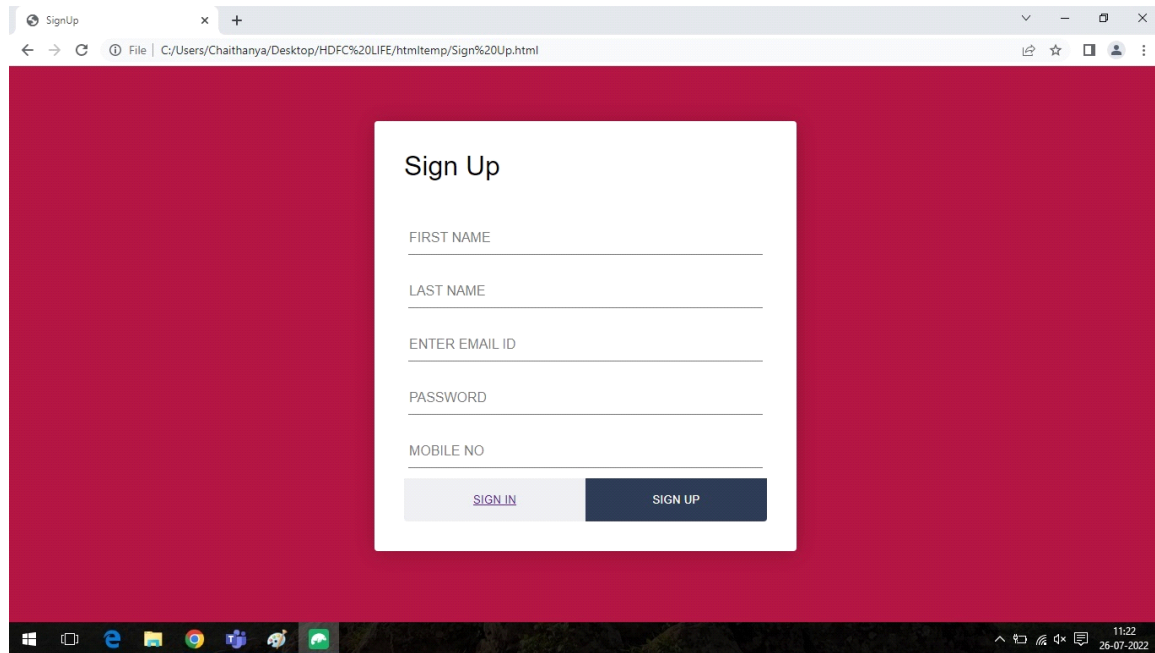 SignUp
File C:/Users/Chaithanya/Desktop/HDFC%20LIFE/htmltemp/Sign%20Up.html
Sign Up
FIRST NAME
LAST NAME
ENTER EMAIL ID
PASSWORD
MOBILE NO
SIGN IN SIGN UP
11:22
26-07-2022